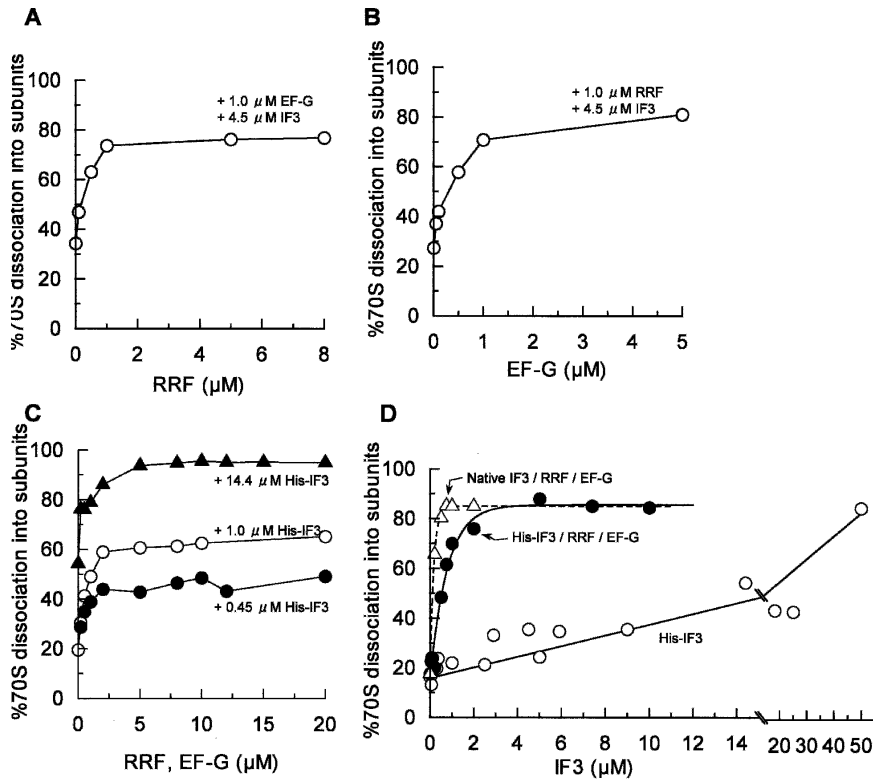 A
%70S dissociation into subunits
100
80
60
40
20
0
+ 1.0 µM EF-G
+ 4.5 µM IF3
0 2 4 6 8
RRF (µM)
B
%70S dissociation into subunits
100
80
60
40
20
0
+ 1.0 µM RRF
+ 4.5 µM IF3
0 1 2 3 4 5
EF-G (µM)
C
%70S dissociation into subunits
100
80
60
40
20
0
+ 14.4 µM His-IF3
+ 1.0 µM His-IF3
+ 0.45 µM His-IF3
0 5 10 15 20
RRF, EF-G (µM)
D
%70S dissociation into subunits
100
80
60
40
20
0
Native IF3 / RRF / EF-G
His-IF3 / RRF / EF-G
His-IF3
0 2 4 6 8 10 12 14 20 30 40 50
IF3 (µM)